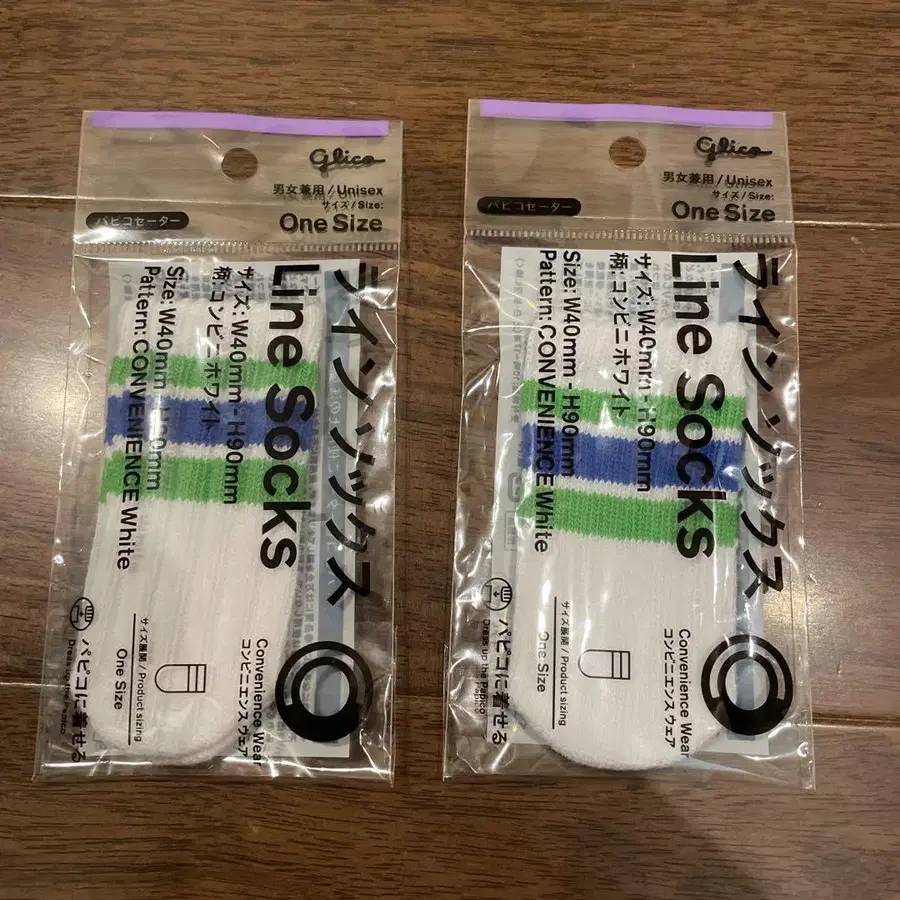 Glico
男女兼用/Unisex
サイズ/Size:
One Size
パピコセーター
ラインソックス
Line Socks
サイズ: W40mm - H90mm
柄: コンビニホワイト
Size: W40mm - H90mm
Pattern: CONVENIENCE White
パピコに着せる
Dress up the Papico
サイズ展開 / Product sizing
One Size
Convenience Wear
コンビニエンス ウェア
Glico
男女兼用/Unisex
サイズ/Size:
One Size
パピコセーター
ラインソックス
Line Socks
サイズ: W40mm - H90mm
柄: コンビニホワイト
Size: W40mm - H90mm
Pattern: CONVENIENCE White
パピコに着せる
Dress up the Papico
サイズ展開 / Product sizing
One Size
Convenience Wear
コンビニエンス ウェア